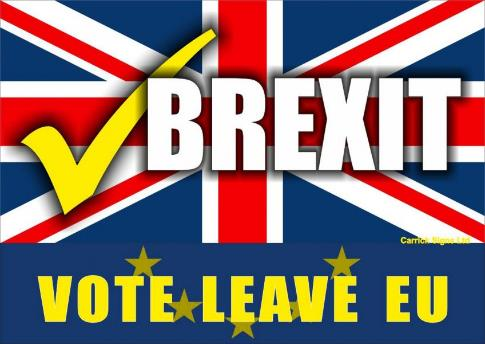 BREXIT
Carrick Signs Ltd
VOTE LEAVE EU